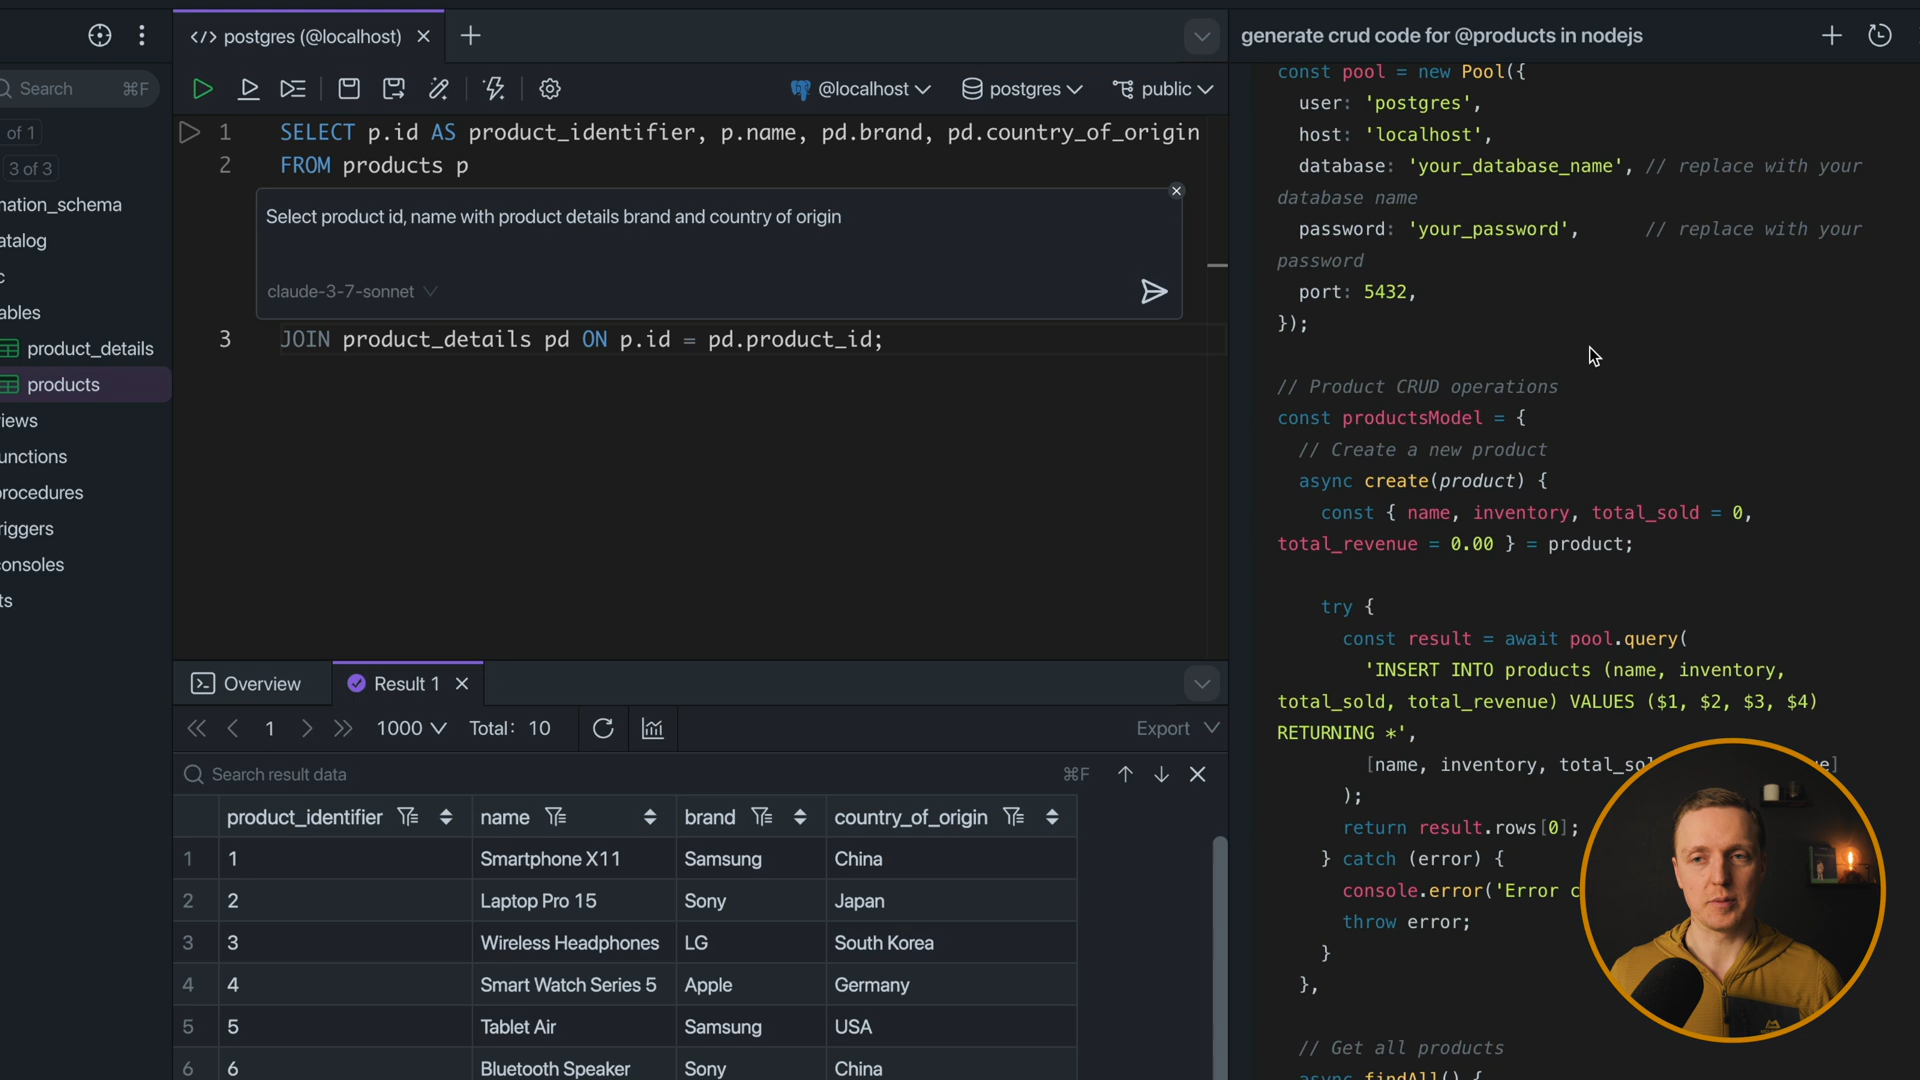 postgres (@localhost)
generate crud code for @products in nodejs
Search ⌘F
@localhost
postgres
public
of 1
3 of 3
mation_schema
atalog
c
ables
product_details
products
iews
unctions
procedures
riggers
onsoles
ts
1 SELECT p.id AS product_identifier, p.name, pd.brand, pd.country_of_origin
2 FROM products p
Select product id, name with product details brand and country of origin
claude-3-7-sonnet
3 JOIN product_details pd ON p.id = pd.product_id;
Overview
Result 1
1
1000
Total: 10
Export
Search result data ⌘F
product_identifier name brand country_of_origin
1 1 Smartphone X11 Samsung China
2 2 Laptop Pro 15 Sony Japan
3 3 Wireless Headphones LG South Korea
4 4 Smart Watch Series 5 Apple Germany
5 5 Tablet Air Samsung USA
6 6 Bluetooth Speaker Sony China
const pool = new Pool({
user: 'postgres',
host: 'localhost',
database: 'your_database_name', // replace with your
database name
password: 'your_password', // replace with your
password
port: 5432,
});
// Product CRUD operations
const productsModel = {
// Create a new product
async create(product) {
const { name, inventory, total_sold = 0,
total_revenue = 0.00 } = product;
try {
const result = await pool.query(
'INSERT INTO products (name, inventory,
total_sold, total_revenue) VALUES ($1, $2, $3, $4)
RETURNING *',
[name, inventory, total_sol e]
);
return result.rows[0];
} catch (error) {
console.error('Error c
throw error;
}
},
// Get all products
async findAll() {